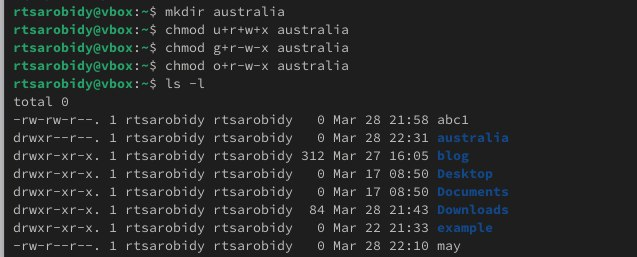 rtsarobidy@vbox:~$ mkdir australia
rtsarobidy@vbox:~$ chmod u+r+w+x australia
rtsarobidy@vbox:~$ chmod g+r-w-x australia
rtsarobidy@vbox:~$ chmod o+r-w-x australia
rtsarobidy@vbox:~$ ls -l
total 0
-rw-rw-r--. 1 rtsarobidy rtsarobidy   0 Mar 28 21:58 abc1
drwxr--r--. 1 rtsarobidy rtsarobidy   0 Mar 28 22:31 australia
drwxr-xr-x. 1 rtsarobidy rtsarobidy 312 Mar 27 16:05 blog
drwxr-xr-x. 1 rtsarobidy rtsarobidy   0 Mar 17 08:50 Desktop
drwxr-xr-x. 1 rtsarobidy rtsarobidy   0 Mar 17 08:50 Documents
drwxr-xr-x. 1 rtsarobidy rtsarobidy  84 Mar 28 21:43 Downloads
drwxr-xr-x. 1 rtsarobidy rtsarobidy   0 Mar 22 21:33 example
-rw-r--r--. 1 rtsarobidy rtsarobidy   0 Mar 28 22:10 may